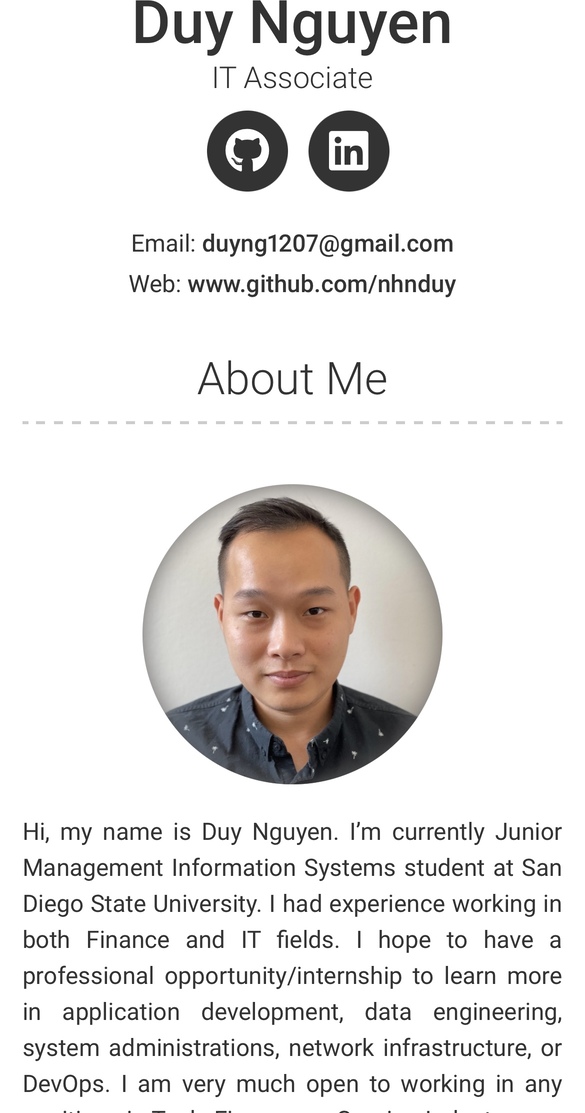 Duy Nguyen
IT Associate
in
Email: duyng1207@gmail.com
Web: www.github.com/nhnduy
About Me
Hi, my name is Duy Nguyen. I’m currently Junior
Management Information Systems student at San
Diego State University. I had experience working in
both Finance and IT fields. I hope to have a
professional opportunity/internship to learn more
in application development, data engineering,
system administrations, network infrastructure, or
DevOps. I am very much open to working in any